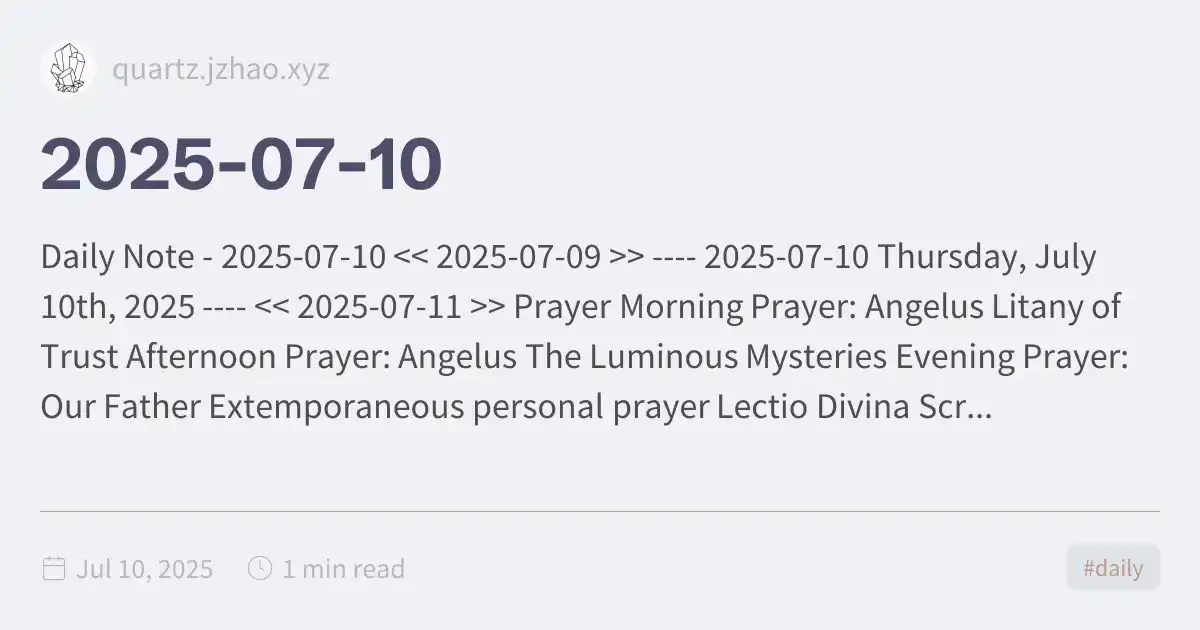 quartz.jzhao.xyz
2025-07-10
Daily Note - 2025-07-10 << 2025-07-09 >> ---- 2025-07-10 Thursday, July
10th, 2025 ---- << 2025-07-11 >> Prayer Morning Prayer: Angelus Litany of
Trust Afternoon Prayer: Angelus The Luminous Mysteries Evening Prayer:
Our Father Extemporaneous personal prayer Lectio Divina Scr...
Jul 10, 2025 1 min read #daily